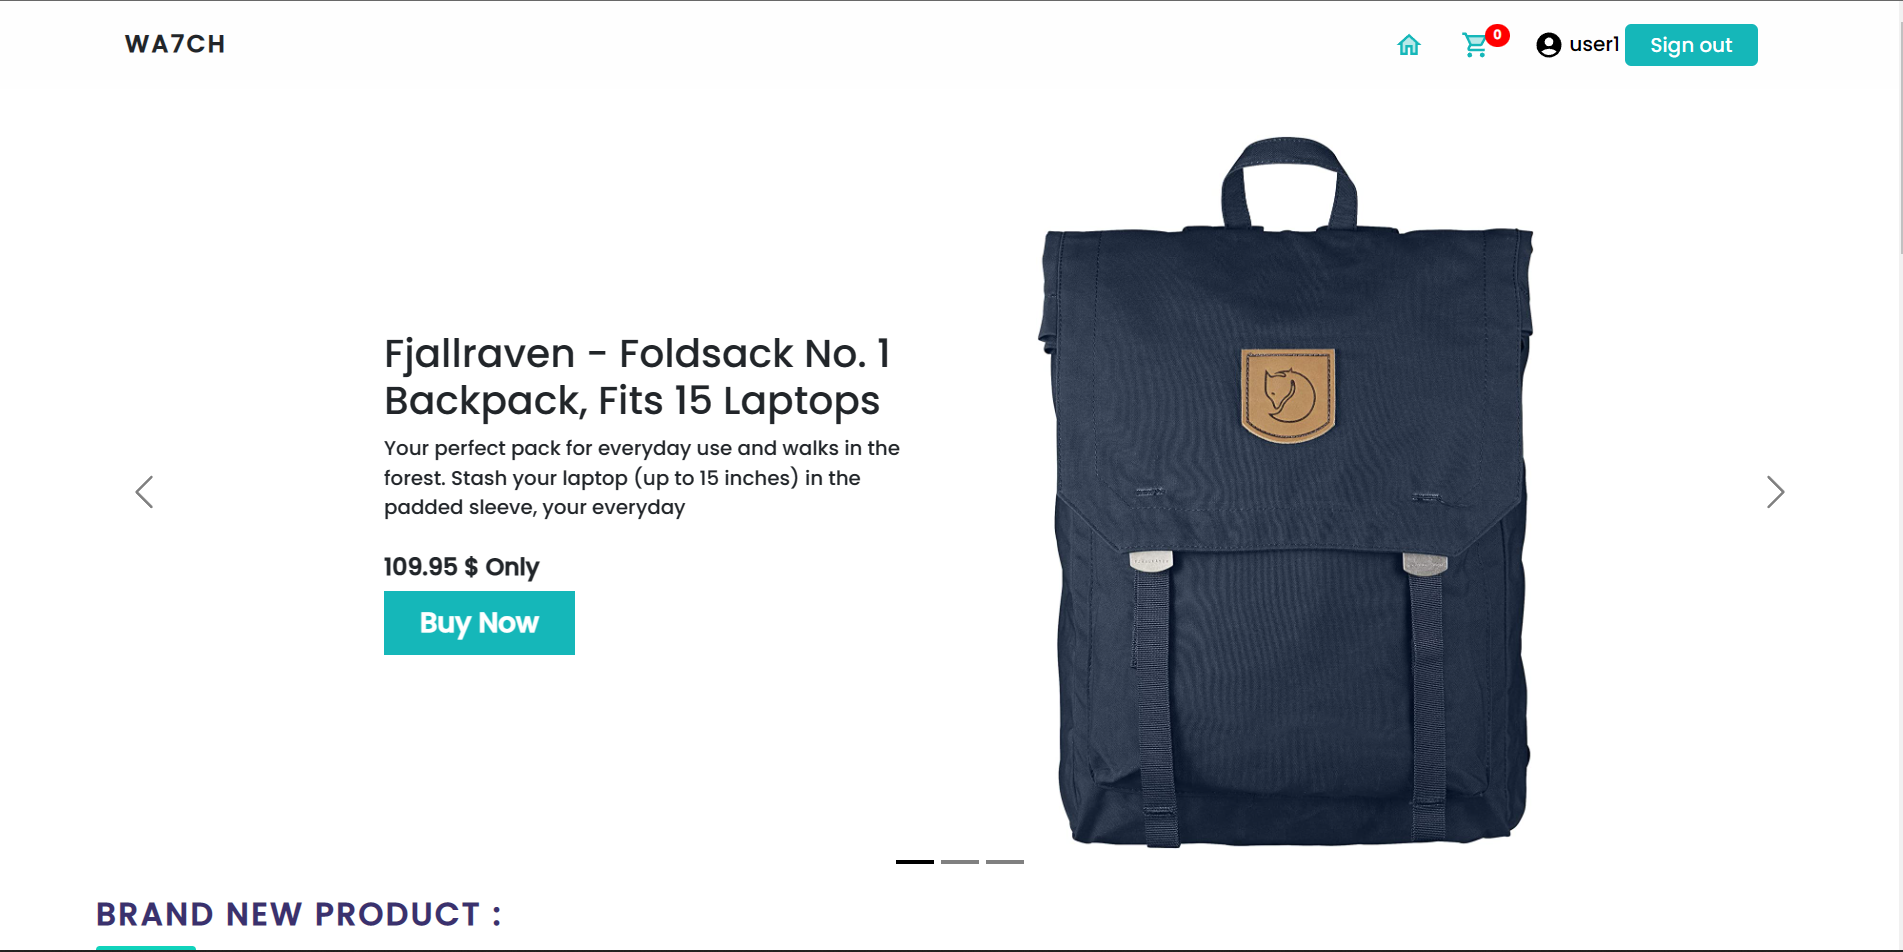 WA7CH
0
user1
Sign out
Fjallraven - Foldsack No. 1
Backpack, Fits 15 Laptops
Your perfect pack for everyday use and walks in the
forest. Stash your laptop (up to 15 inches) in the
padded sleeve, your everyday
109.95 $ Only
Buy Now
BRAND NEW PRODUCT :